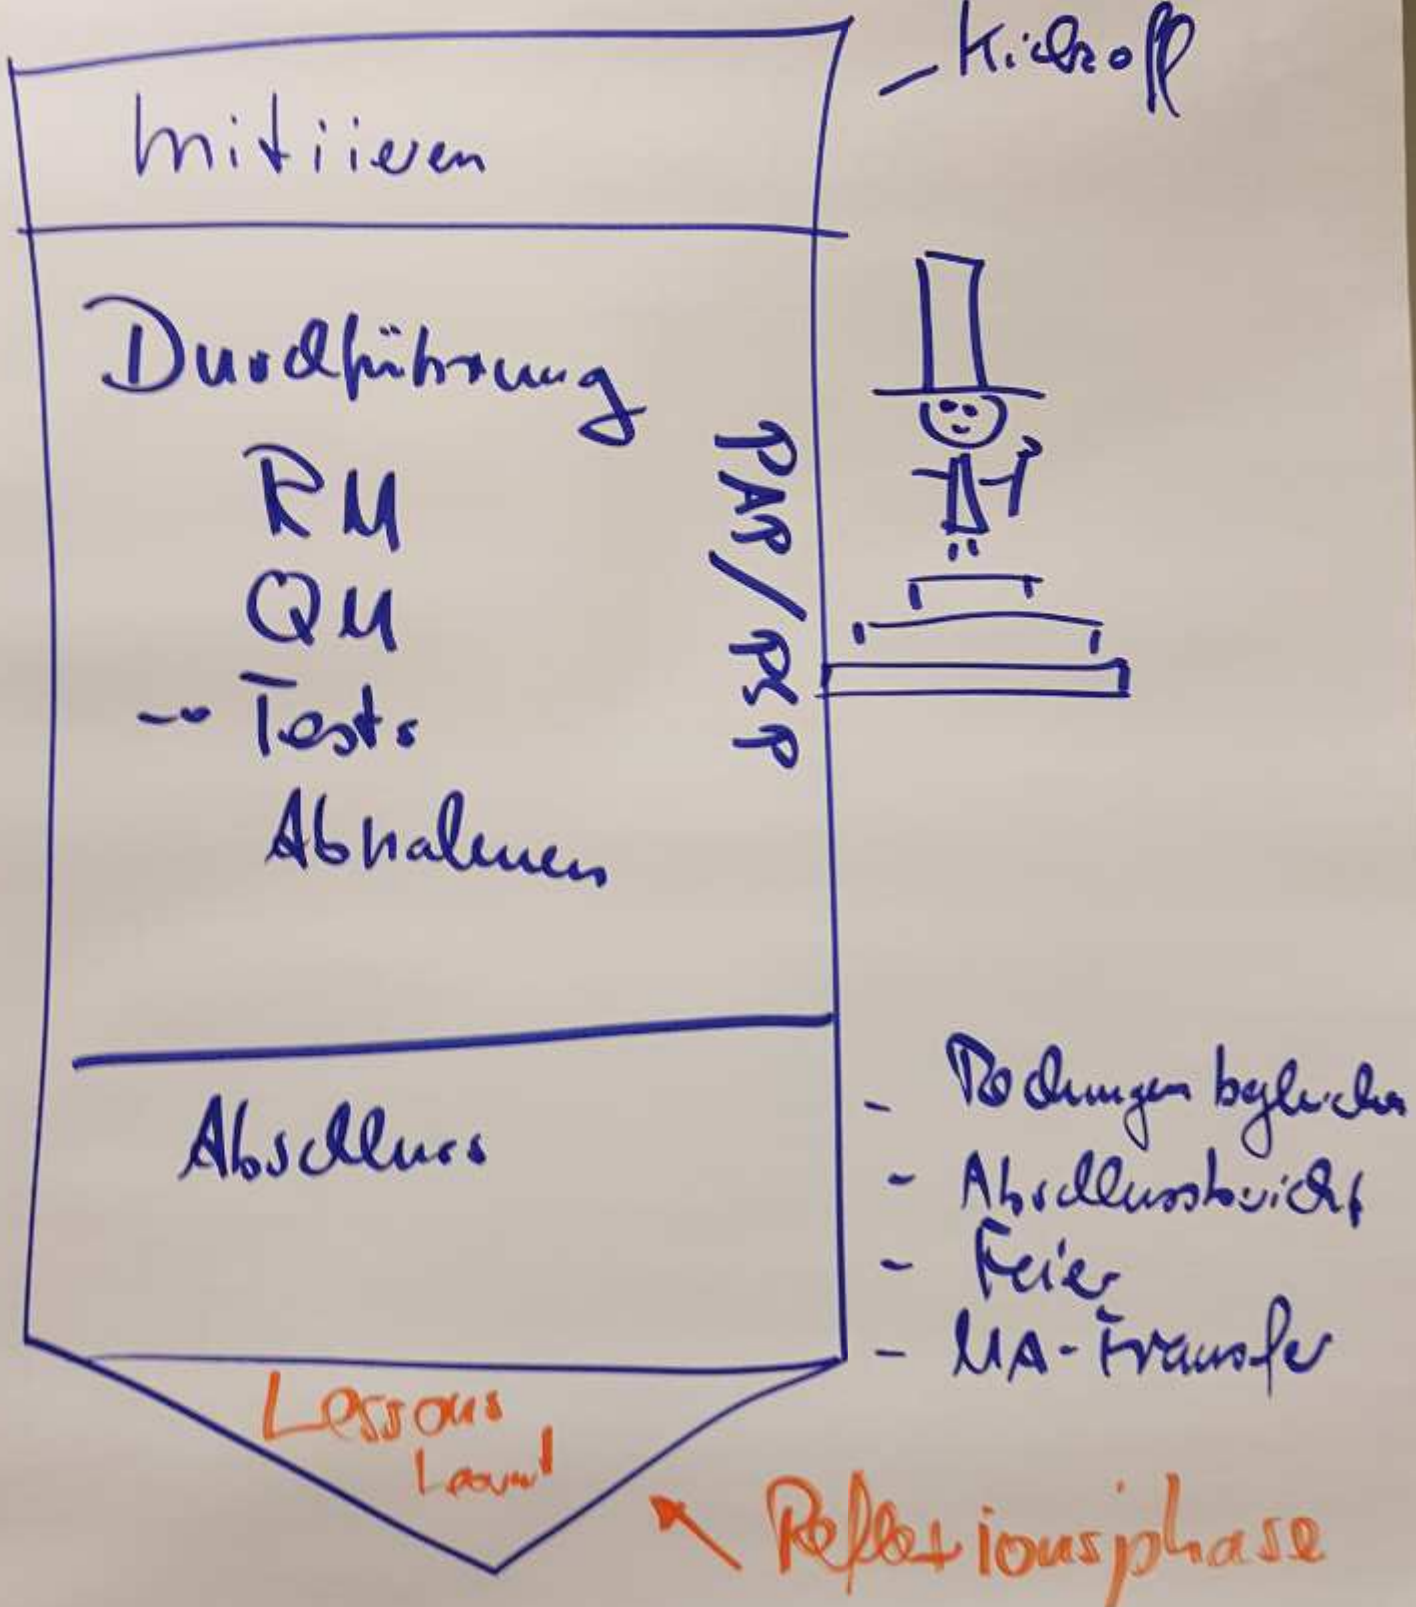 - Kickoff
Initiieren
Durchführung
RM
QM
Tests
Abnahmen
PAP/PSP
Abschluss
- Rechnungen begleichen
- Abschlussbericht
- Feier
- MA-Transfer
Lessons
Learned
Reflexionsphase